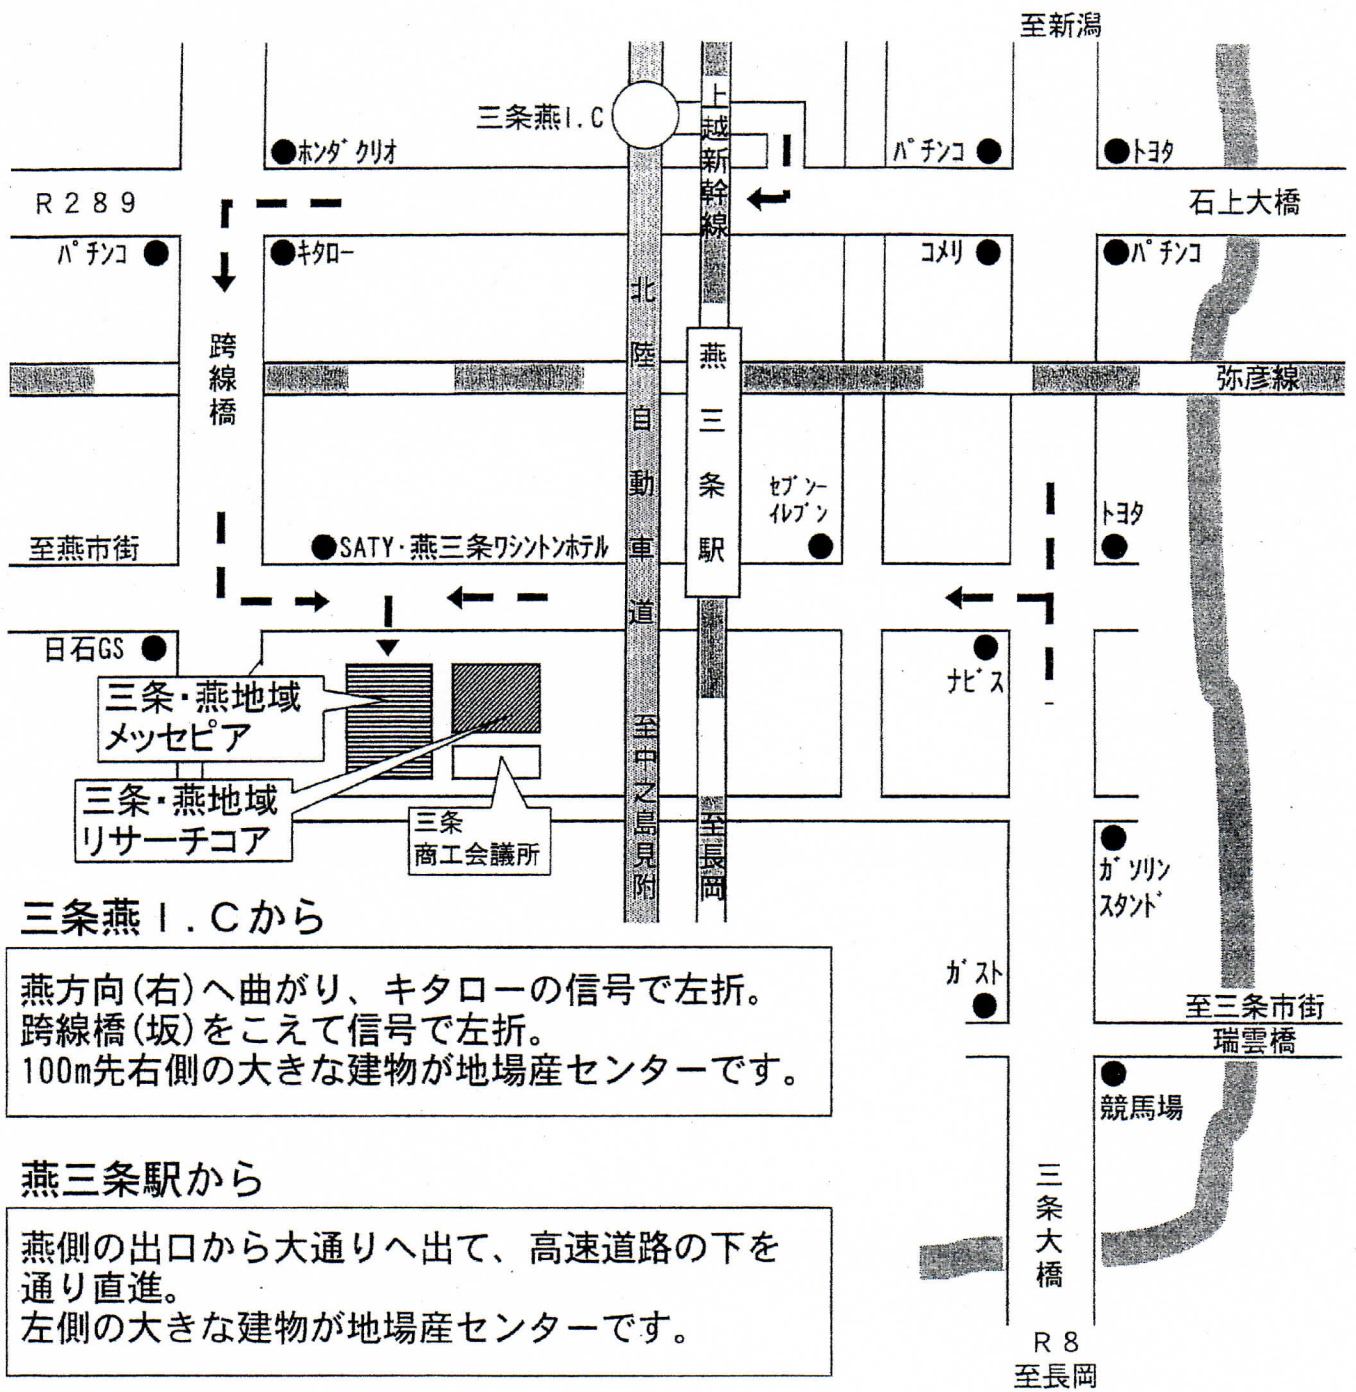 至新潟
三条燕I.C
上越新幹線
●ホンダクリオ
パチンコ●
●トヨタ
R289
石上大橋
パチンコ●
●キタロー
コメリ●
●パチンコ
北陸自動車道
跨線橋
燕三条駅
弥彦線
セブン-
イレブン
トヨタ
至燕市街
●SATY・燕三条ワシントンホテル
日石GS●
ナビス
三条・燕地域
メッセピア
三条・燕地域
リサーチコア
三条
商工会議所
至中之島見附
至長岡
ガソリン
スタンド
三条燕I.Cから
燕方向(右)へ曲がり、キタローの信号で左折。
跨線橋(坂)をこえて信号で左折。
100m先右側の大きな建物が地場産センターです。
ガスト
至三条市街
瑞雲橋
競馬場
燕三条駅から
燕側の出口から大通りへ出て、高速道路の下を
通り直進。
左側の大きな建物が地場産センターです。
三条大橋
R8
至長岡